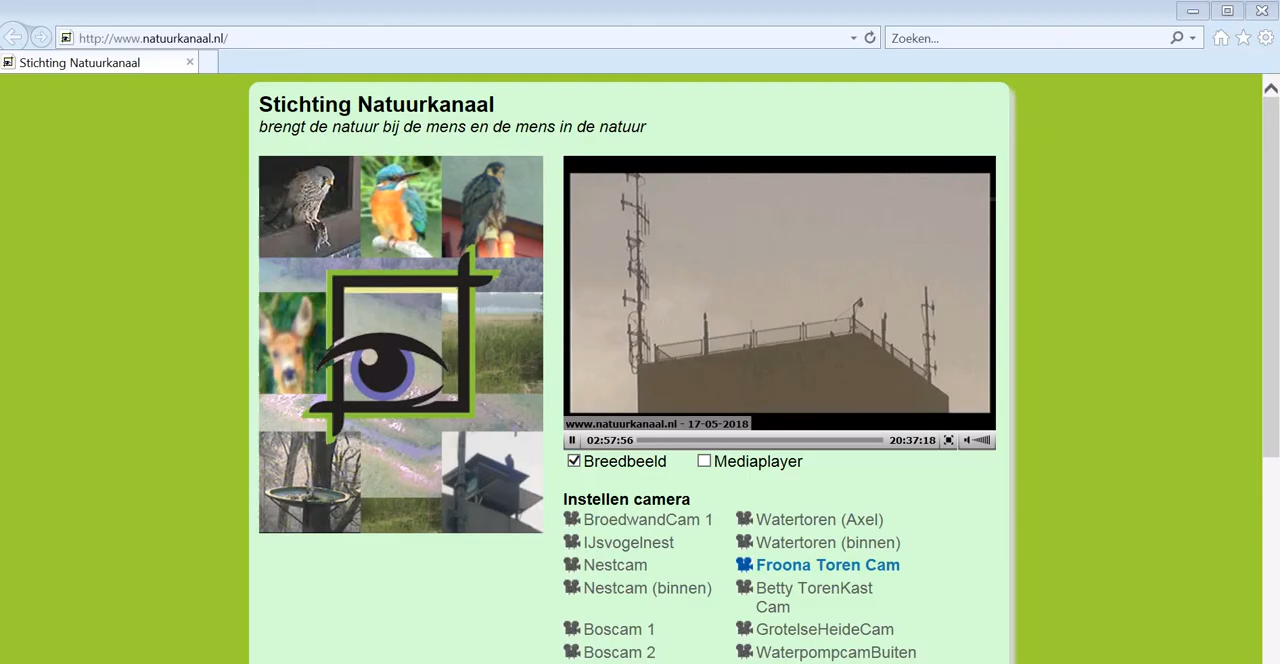 http://www.natuurkanaal.nl/
Zoeken...
Stichting Natuurkanaal
Stichting Natuurkanaal
brengt de natuur bij de mens en de mens in de natuur
www.natuurkanaal.nl - 17-05-2018
02:57:56 20:37:18
Breedbeeld Mediaplayer
Instellen camera
BroedwandCam 1 Watertoren (Axel)
IJsvogelnest Watertoren (binnen)
Nestcam Froona Toren Cam
Nestcam (binnen) Betty TorenKast
Cam
Boscam 1 GrotelseHeideCam
Boscam 2 WaterpompcamBuiten